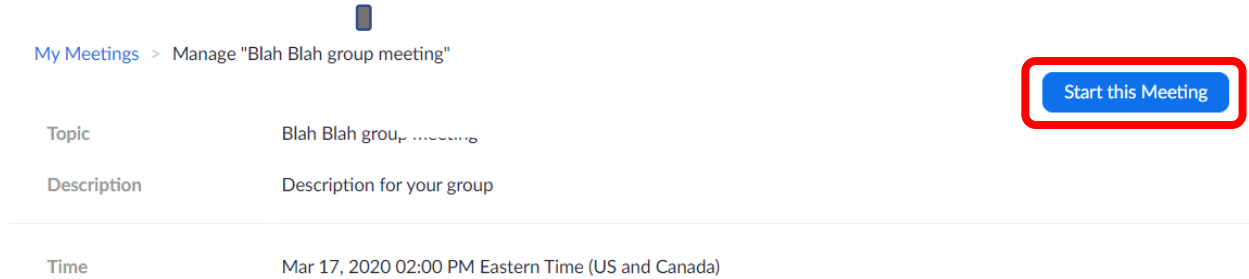 My Meetings > Manage "Blah Blah group meeting"
Start this Meeting
Topic
Blah Blah group
Description
Description for your group
Time
Mar 17, 2020 02:00 PM Eastern Time (US and Canada)